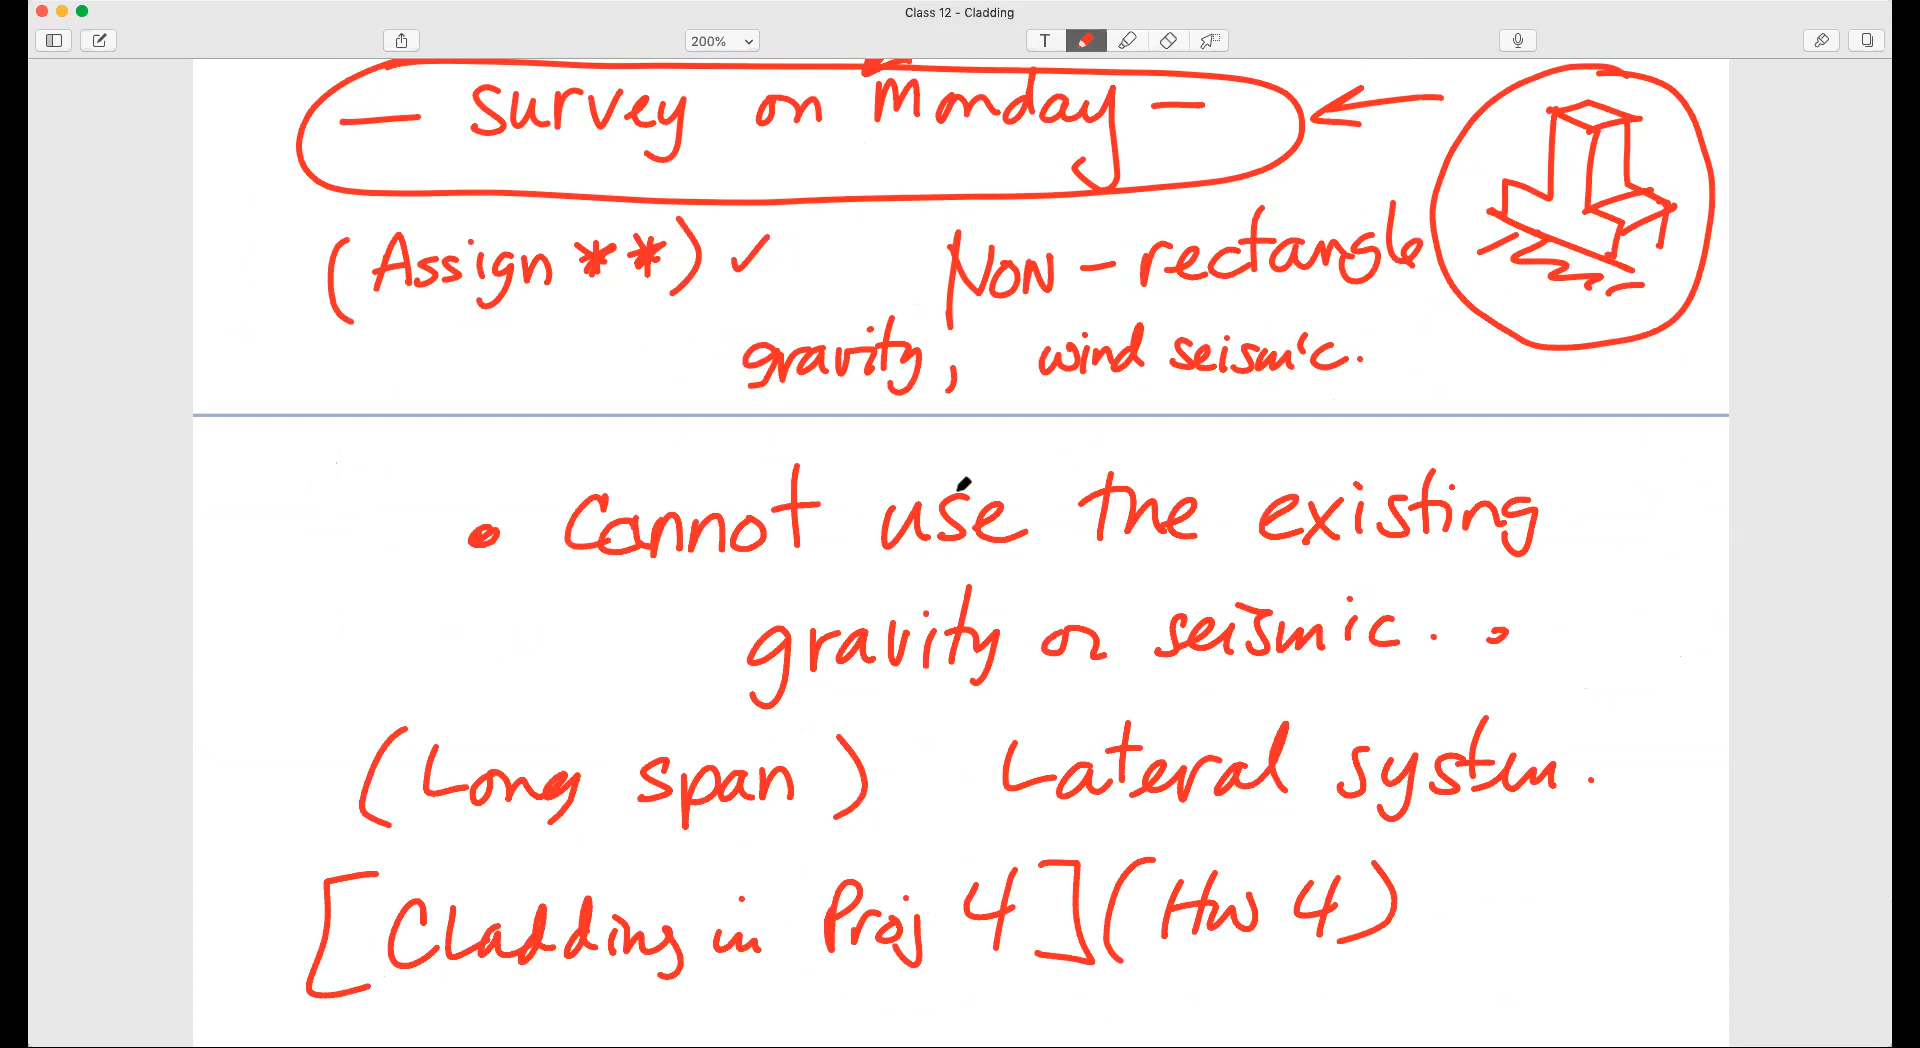 Class 12 - Cladding
200%
T
— Survey on Monday —
(Assign **) ✓ Non-rectangle
gravity, wind seismic.
• Cannot use the existing
gravity or seismic.
(Long span) Lateral system.
[Cladding in Proj 4] (HW 4)